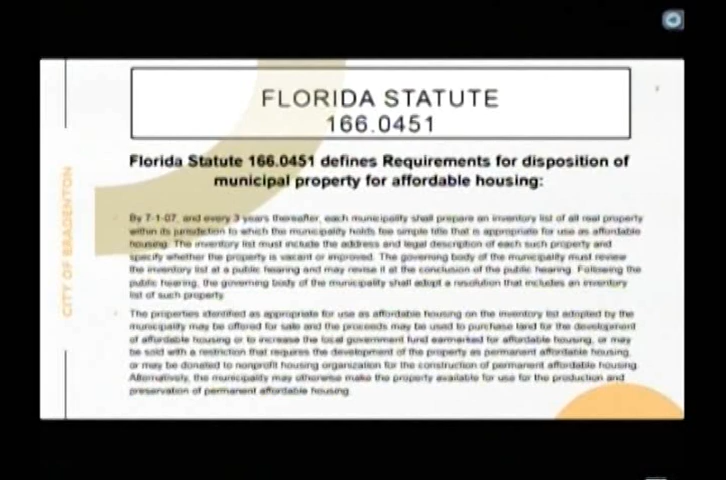 FLORIDA STATUTE
166.0451
Florida Statute 166.0451 defines Requirements for disposition of
municipal property for affordable housing:
CITY OF BRADENTON
By 7-1-07, and every 3 years thereafter, each municipality shall prepare an inventory list of all real property
within its jurisdiction to which the municipality holds fee simple title that is appropriate for use as affordable
housing. The inventory list must include the address and legal description of each such property and
specify whether the property is vacant or improved. The governing body of the municipality must review
the inventory list at a public hearing and may revise it at the conclusion of the public hearing. Following the
public hearing, the governing body of the municipality shall adopt a resolution that includes an inventory
list of such property.
The properties identified as appropriate for use as affordable housing on the inventory list adopted by the
municipality may be offered for sale and the proceeds may be used to purchase land for the development
of affordable housing or to increase the local government fund earmarked for affordable housing, or may
be sold with a restriction that requires the development of the property as permanent affordable housing,
or may be donated to nonprofit housing organization for the construction of permanent affordable housing.
Alternatively, the municipality may otherwise make the property available for use for the production and
preservation of permanent affordable housing.